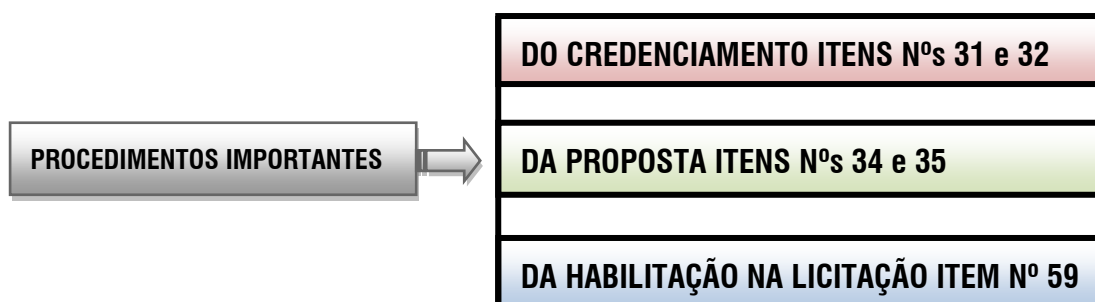 PROCEDIMENTOS IMPORTANTES
DO CREDENCIAMENTO ITENS Nºs 31 e 32
DA PROPOSTA ITENS Nºs 34 e 35
DA HABILITAÇÃO NA LICITAÇÃO ITEM Nº 59